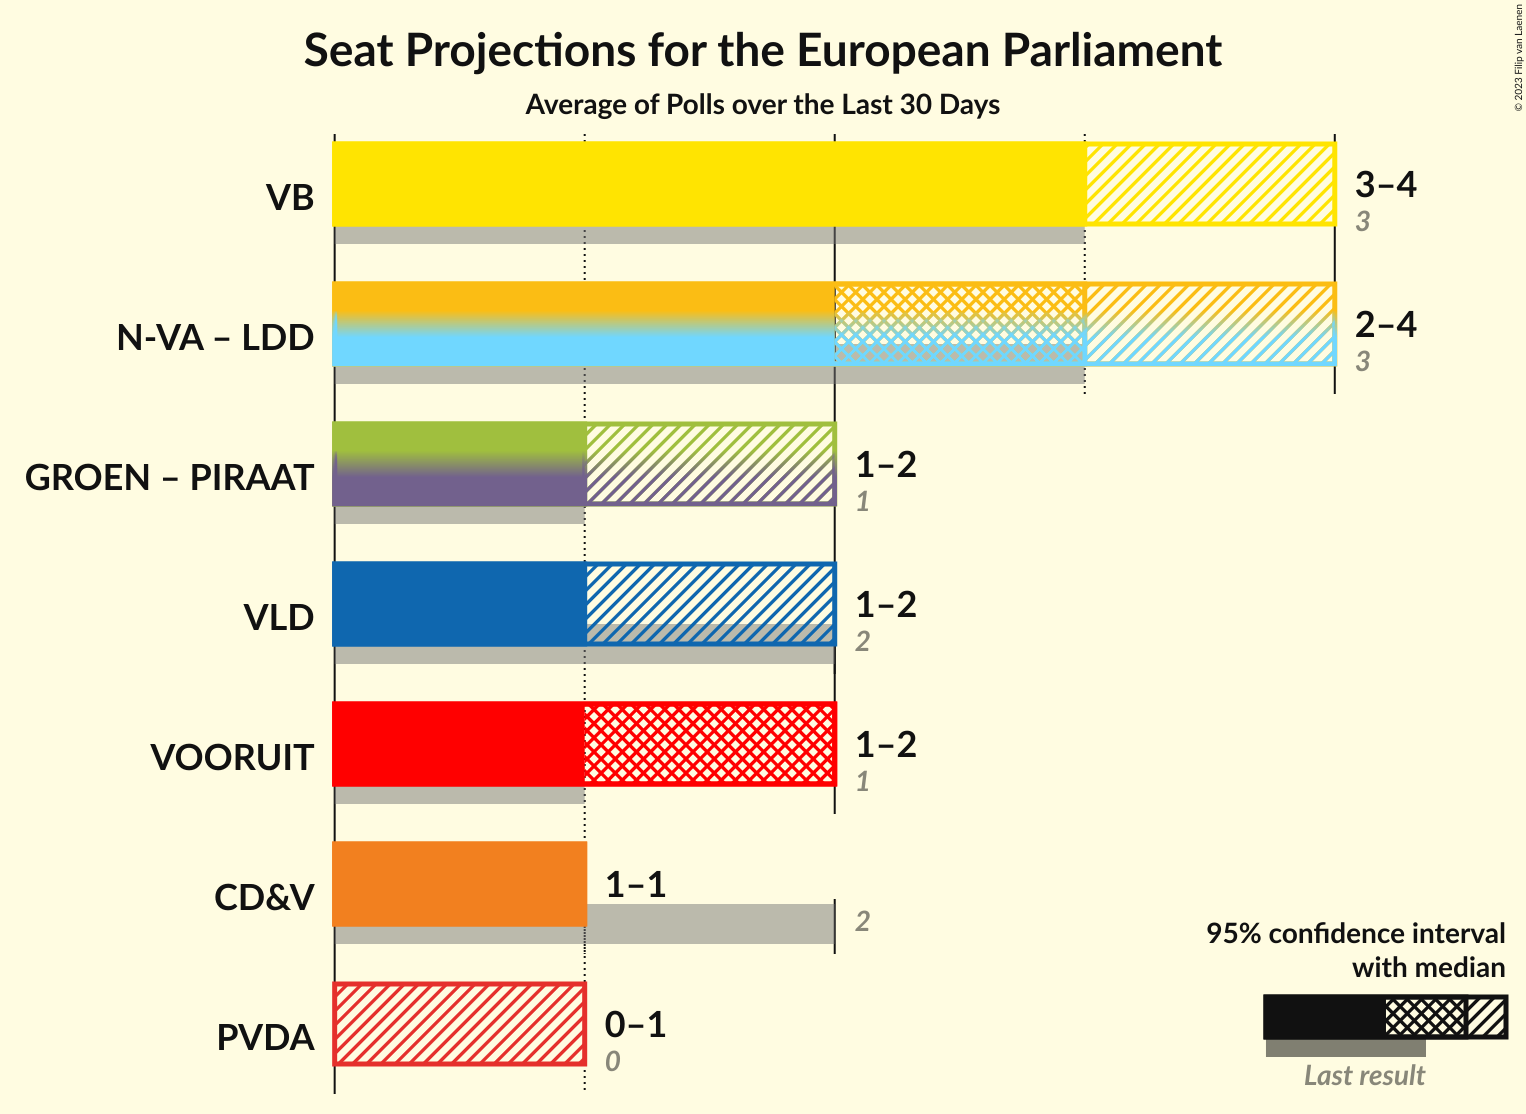 Seat Projections for the European Parliament
Average of Polls over the Last 30 Days
© 2023 Filip van Laenen
VB
3–4
3
N-VA – LDD
2–4
3
GROEN – PIRAAT
1–2
1
VLD
1–2
2
VOORUIT
1–2
1
CD&V
1–1
2
PVDA
0–1
0
95% confidence interval
with median
Last result